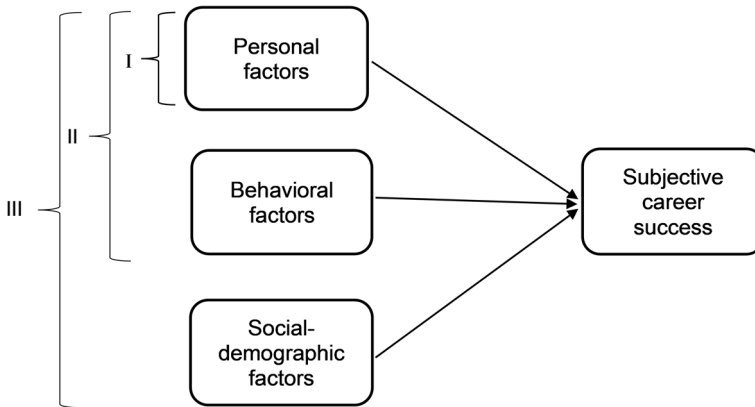 I
Personal
factors
II
Behavioral
factors
III
Subjective
career
success
Social-
demographic
factors